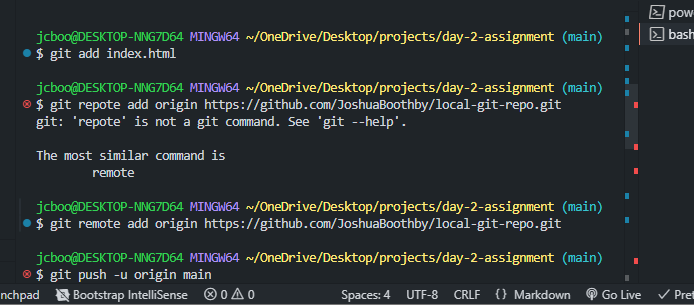 powe
bash
jcboo@DESKTOP-NNG7D64 MINGW64 ~/OneDrive/Desktop/projects/day-2-assignment (main)
$ git add index.html
jcboo@DESKTOP-NNG7D64 MINGW64 ~/OneDrive/Desktop/projects/day-2-assignment (main)
$ git repote add origin https://github.com/JoshuaBoothby/local-git-repo.git
git: 'repote' is not a git command. See 'git --help'.
The most similar command is
remote
jcboo@DESKTOP-NNG7D64 MINGW64 ~/OneDrive/Desktop/projects/day-2-assignment (main)
$ git remote add origin https://github.com/JoshuaBoothby/local-git-repo.git
jcboo@DESKTOP-NNG7D64 MINGW64 ~/OneDrive/Desktop/projects/day-2-assignment (main)
$ git push -u origin main
nchpad Bootstrap IntelliSense 0 0 Spaces: 4 UTF-8 CRLF {} Markdown Go Live ✓ Pret